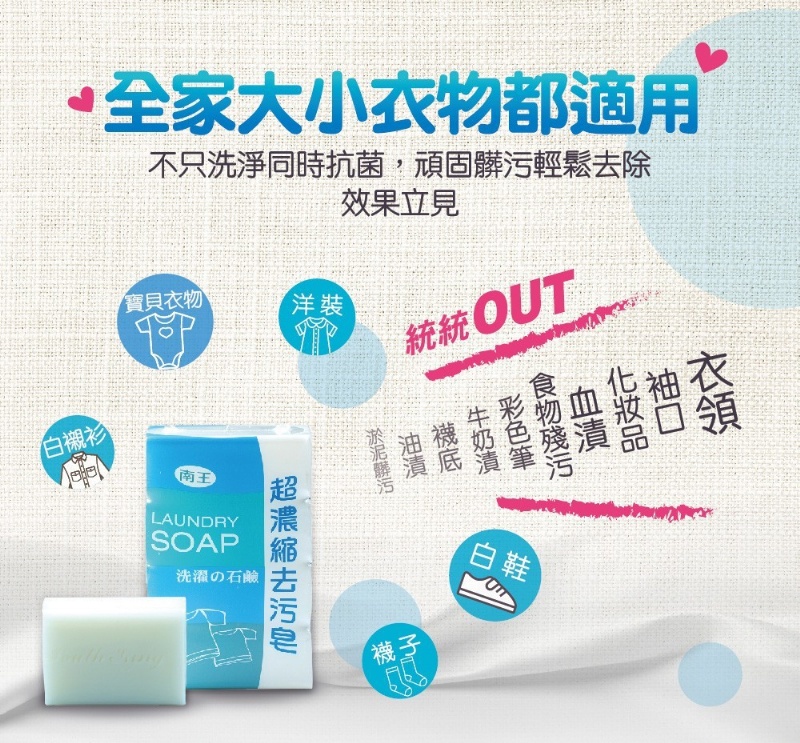 全家大小衣物都適用
不只洗淨同時抗菌，頑固髒污輕鬆去除
效果立見
寶貝衣物
洋裝
統統OUT
衣領
袖口
化妝品
血漬
食物殘污
彩色筆
牛奶漬
襪底
油漬
淤泥髒污
白襯衫
南王
LAUNDRY
SOAP
洗濯の石鹼
超濃縮去污皂
白鞋
襪子